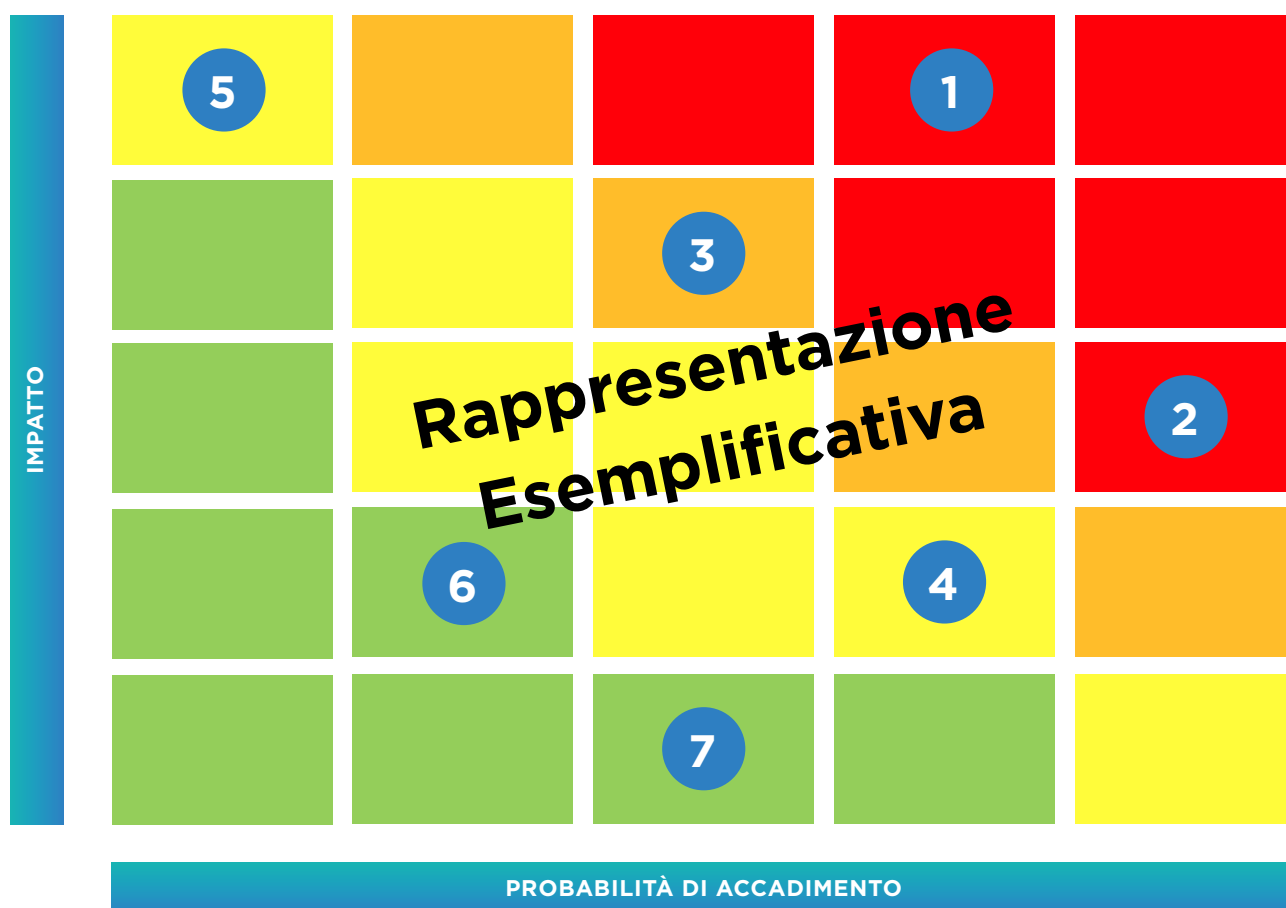 5
1
3
Rappresentazione
Esemplificativa
2
IMPATTO
6
4
7
PROBABILITÀ DI ACCADIMENTO